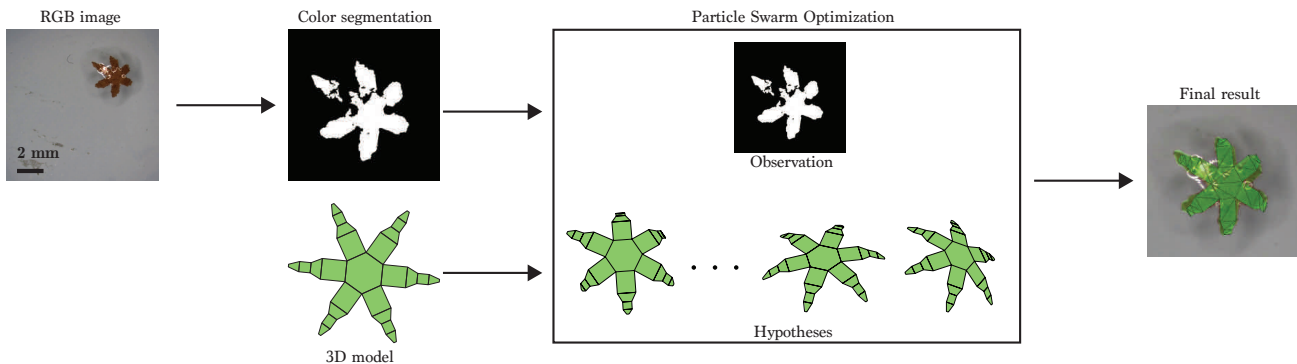 RGB image
Color segmentation
Particle Swarm Optimization
2 mm
Observation
Final result
3D model
. . .
Hypotheses